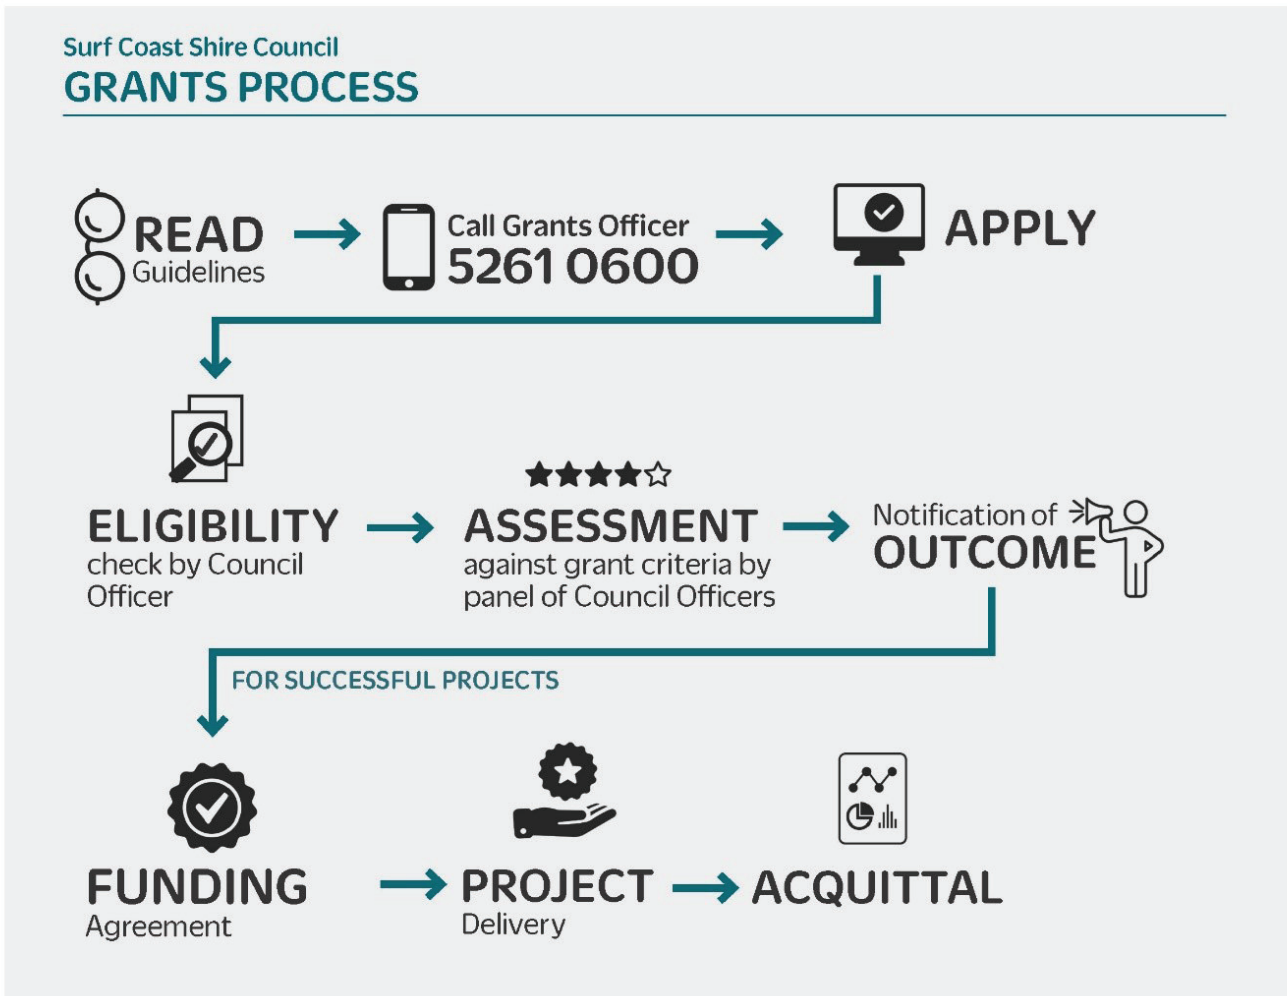 Surf Coast Shire Council
GRANTS PROCESS
READ
Guidelines
Call Grants Officer
5261 0600
APPLY
ELIGIBILITY
check by Council
Officer
ASSESSMENT
against grant criteria by
panel of Council Officers
Notification of
OUTCOME
FOR SUCCESSFUL PROJECTS
FUNDING
Agreement
PROJECT
Delivery
ACQUITTAL